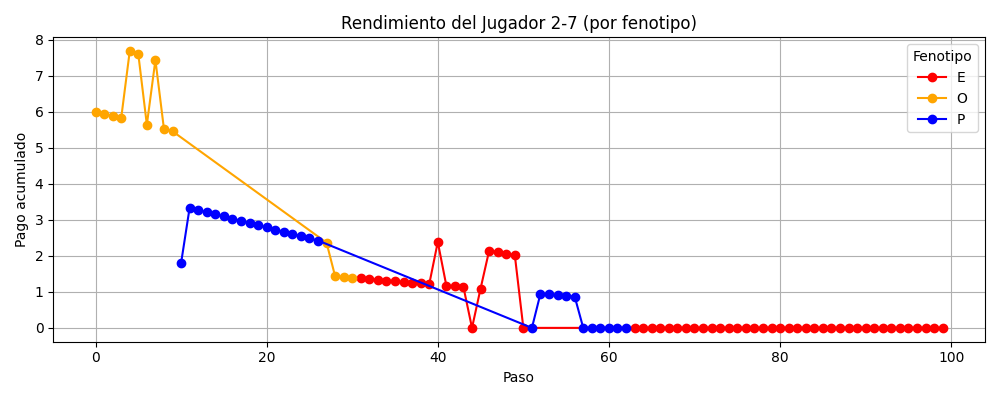 Rendimiento del Jugador 2-7 (por fenotipo)
Pago acumulado
8
7
6
5
4
3
2
1
0
0 20 40 60 80 100
Paso
Fenotipo
E
O
P